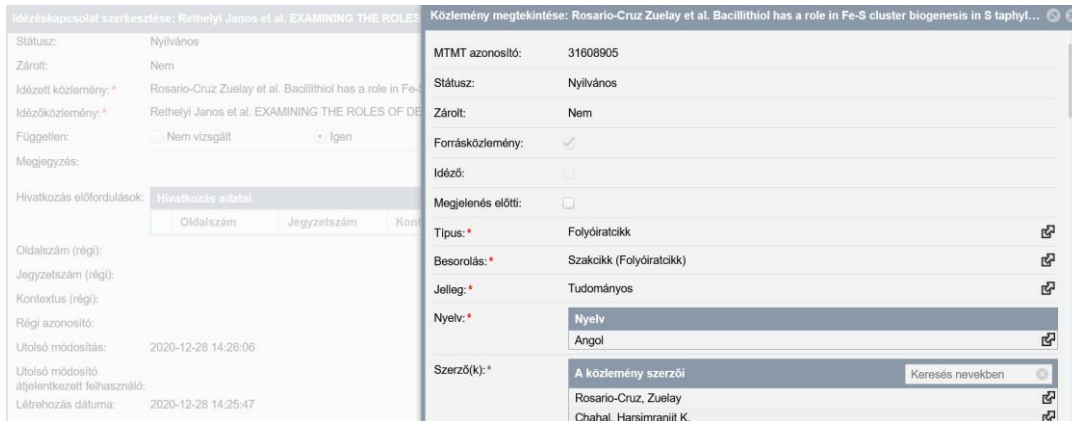 Idézéskapcsolat szerkesztése: Rethelyi Janos et al. EXAMINING THE ROLES
Státusz: Nyilvános
Zárolt: Nem
Idézett közlemény:* Rosario-Cruz Zuelay et al. Bacillithiol has a role in Fe-
Idézőközlemény:* Rethelyi Janos et al. EXAMINING THE ROLES OF DE
Független: Nem vizsgált Igen
Megjegyzés:
Hivatkozás előfordulások: Hivatkozás adatai
Oldalszám Jegyzetszám Kont
Oldalszám (régi):
Jegyzetszám (régi):
Kontextus (régi):
Régi azonosító:
Utolsó módosítás: 2020-12-28 14:26:06
Utolsó módosító
átjelentkezett felhasználó:
Létrehozás dátuma: 2020-12-28 14:25:47
Közlemény megtekintése: Rosario-Cruz Zuelay et al. Bacillithiol has a role in Fe-S cluster biogenesis in S taphyl...
MTMT azonosító: 31608905
Státusz: Nyilvános
Zárolt: Nem
Forrásközlemény:
Idéző:
Megjelenés előtti:
Típus:* Folyóiratcikk
Besorolás:* Szakcikk (Folyóiratcikk)
Jelleg:* Tudományos
Nyelv:* Nyelv
Angol
Szerző(k):* A közlemény szerzői Keresés nevekben
Rosario-Cruz, Zuelay
Chahal, Harsimranjit K.